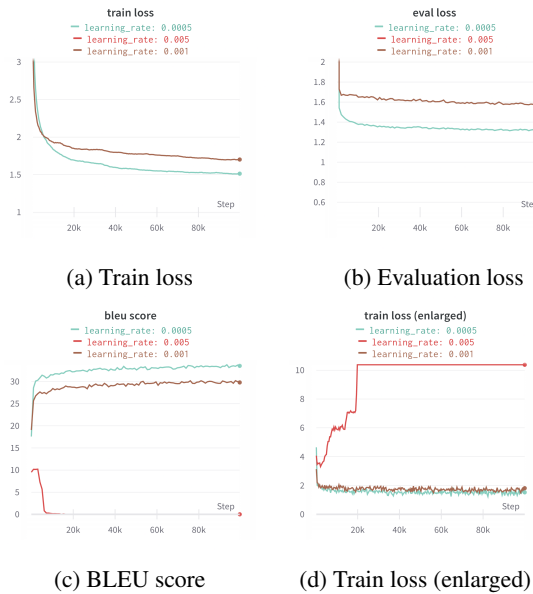 train loss
learning_rate: 0.0005
learning_rate: 0.005
learning_rate: 0.001
3
2.5
2
1.5
1
Step
20k 40k 60k 80k
(a) Train loss
eval loss
learning_rate: 0.0005
learning_rate: 0.005
learning_rate: 0.001
2
1.8
1.6
1.4
1.2
1
0.8
0.6
Step
20k 40k 60k 80k
(b) Evaluation loss
bleu score
learning_rate: 0.0005
learning_rate: 0.005
learning_rate: 0.001
30
25
20
15
10
5
0
Step
20k 40k 60k 80k
(c) BLEU score
train loss (enlarged)
learning_rate: 0.0005
learning_rate: 0.005
learning_rate: 0.001
10
8
6
4
2
0
Step
20k 40k 60k 80k
(d) Train loss (enlarged)